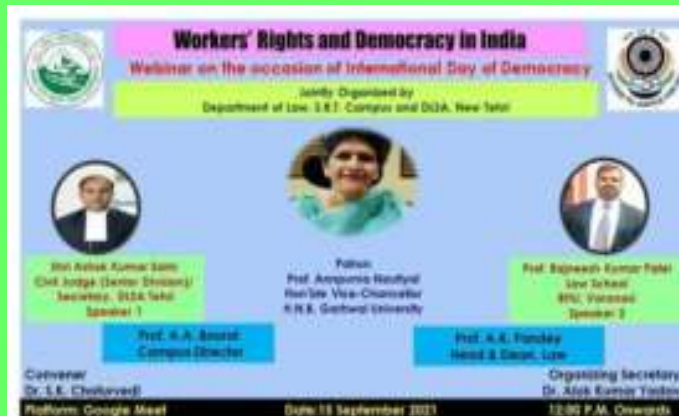 Workers' Rights and Democracy in India
Webinar on the occasion of International Day of Democracy
Jointly Organized by
Department of Law, S.R.T. Campus and DLSA, New Tehri
Shri Ashok Kumar
Civil Judge (Senior Division)/
Secretary, DLSA Tehri
Speaker 1
Patron
Prof. Annpurna Nautiyal
Hon'ble Vice-Chancellor
H.N.B. Garhwal University
Prof. Rajneesh Kumar Patel
Law School
BHU, Varanasi
Speaker 2
Prof. A.A. Bourai
Campus Director
Prof. A.K. Pandey
Head & Dean, Law
Convener
Dr. S.K. Chaturvedi
Organizing Secretary
Dr. Alok Kumar Yadav
Platform: Google Meet
Date: 15 September 2021
P.M. Onwards